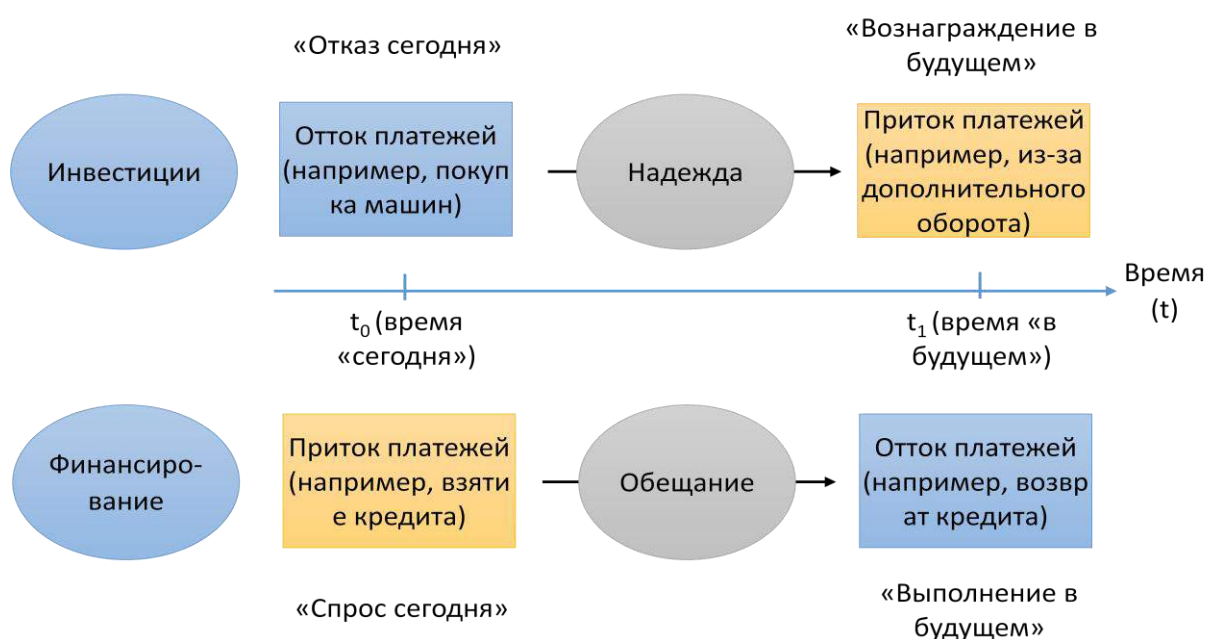 «Отказ сегодня»
«Вознаграждение в
будущем»
Инвестиции
Отток платежей
(например, покуп
ка машин)
Надежда
Приток платежей
(например, из-за
дополнительного
оборота)
Время
(t)
t₀ (время
«сегодня»)
t₁ (время «в
будущем»)
Финансиро-
вание
Приток платежей
(например, взяти
е кредита)
Обещание
Отток платежей
(например, возвр
ат кредита)
«Спрос сегодня»
«Выполнение в
будущем»